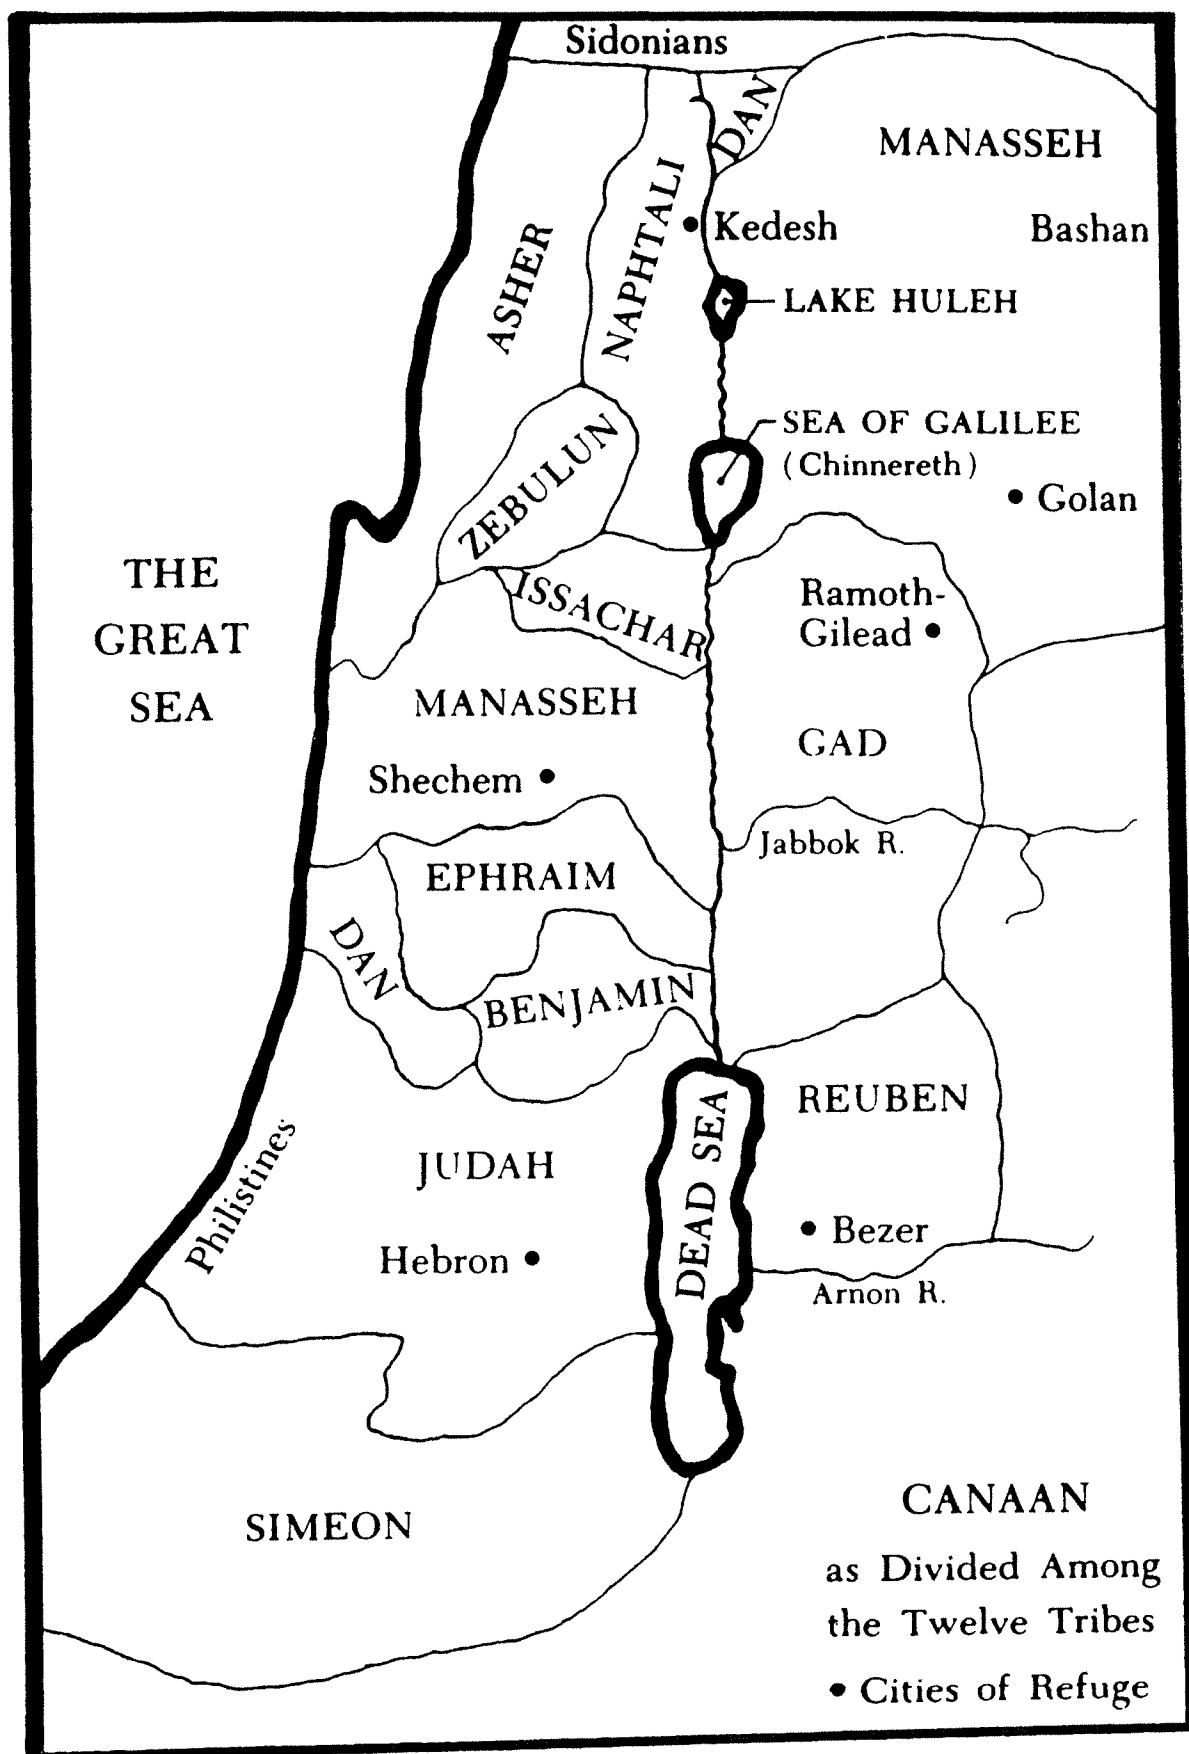 Sidonians
DAN
MANASSEH
NAPHTALI
Kedesh
Bashan
ASHER
LAKE HULEH
SEA OF GALILEE
(Chinnereth)
ZEBULUN
Golan
THE
GREAT
SEA
ISSACHAR
Ramoth-
Gilead
MANASSEH
GAD
Shechem
Jabbok R.
EPHRAIM
DAN
BENJAMIN
REUBEN
DEAD SEA
Philistines
JUDAH
Bezer
Hebron
Arnon R.
CANAAN
as Divided Among
the Twelve Tribes
• Cities of Refuge
SIMEON